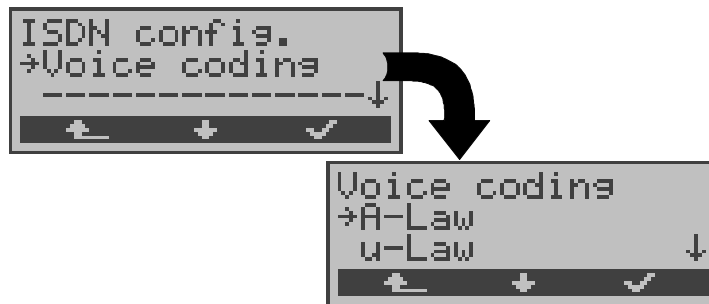 ISDN config.
→Voice coding
---------------↓
Voice coding
→A-Law
u-Law ↓